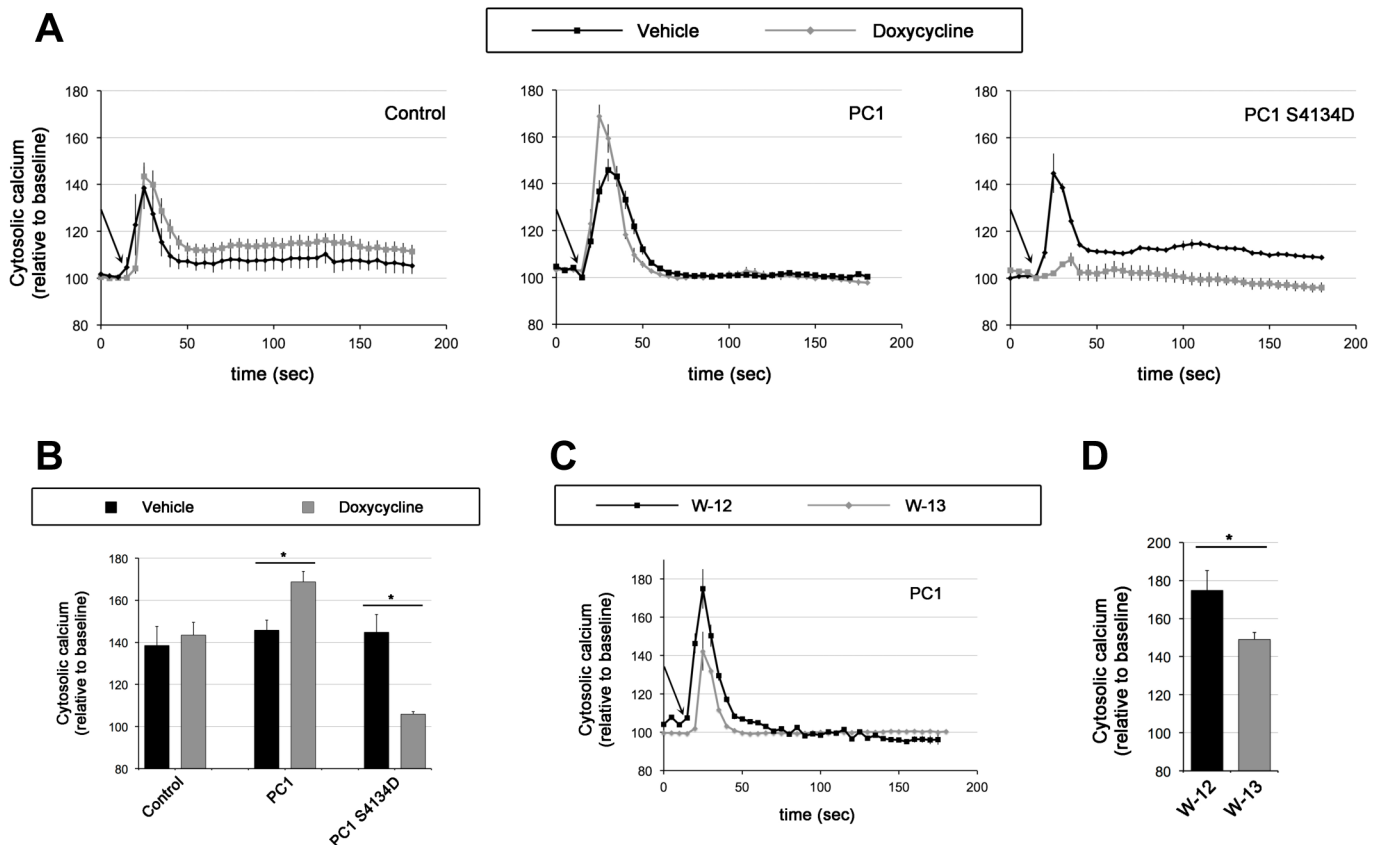 A
Vehicle Doxycycline
Control
180
160
140
120
100
80
0 50 100 150 200
Cytosolic calcium
(relative to baseline)
time (sec)
PC1
180
160
140
120
100
80
0 50 100 150 200
time (sec)
PC1 S4134D
180
160
140
120
100
80
0 50 100 150 200
time (sec)
B
Vehicle Doxycycline
180
160
140
120
100
80
Cytosolic calcium
(relative to baseline)
*
*
Control PC1 PC1 S4134D
C
W-12 W-13
PC1
180
160
140
120
100
80
0 50 100 150 200
Cytosolic calcium
(relative to baseline)
time (sec)
D
200
180
160
140
120
100
80
Cytosolic calcium
(relative to baseline)
*
W-12 W-13